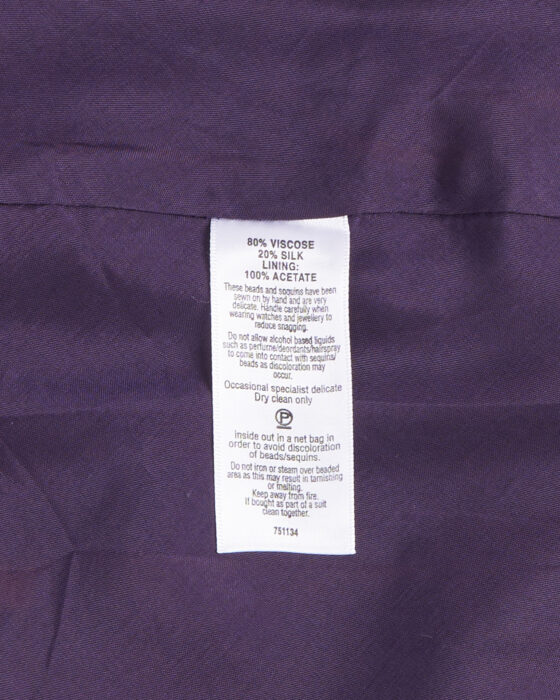 80% VISCOSE
20% SILK
LINING:
100% ACETATE
These beads and sequins have been
sewn on by hand and are very
delicate. Handle carefully when
wearing watches and jewellery to
reduce snagging.
Do not allow alcohol based liquids
such as perfume/deordants/hairspray
to come into contact with sequins/
beads as discoloration may
occur.
Occasional specialist delicate
Dry clean only
P
Inside out in a net bag in
order to avoid discoloration
of beads/sequins.
Do not iron or steam over beaded
area as this may result in tarnishing
or melting.
Keep away from fire.
If bought as part of a suit
clean together.
751134